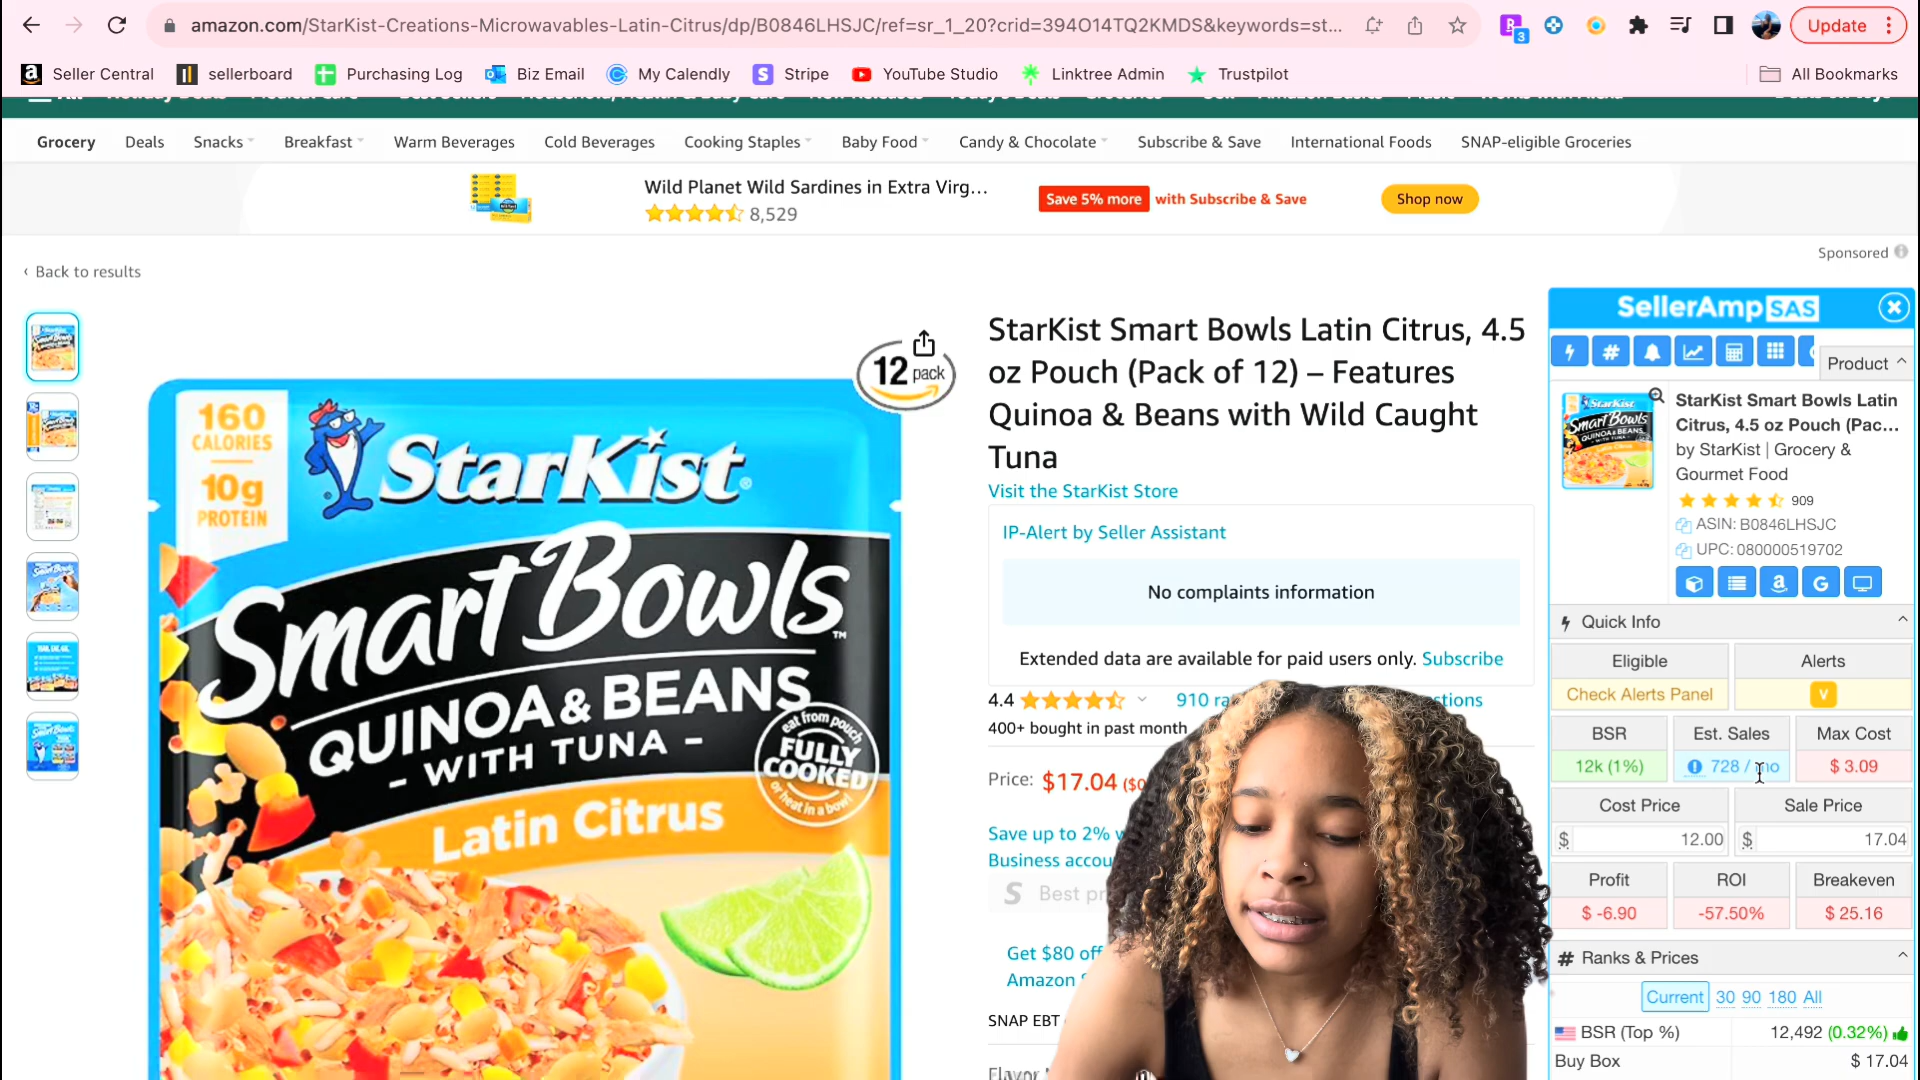 amazon.com/StarKist-Creations-Microwavables-Latin-Citrus/dp/B0846LHSJC/ref=sr_1_20?crid=394O14TQ2KMDS&keywords=st...
3
Update
Seller Central
sellerboard
Purchasing Log
Biz Email
My Calendly
Stripe
YouTube Studio
Linktree Admin
Trustpilot
All Bookmarks
Grocery
Deals
Snacks
Breakfast
Warm Beverages
Cold Beverages
Cooking Staples
Baby Food
Candy & Chocolate
Subscribe & Save
International Foods
SNAP-eligible Groceries
Wild Planet Wild Sardines in Extra Virg...
8,529
Save 5% more with Subscribe & Save
Shop now
Sponsored
‹ Back to results
12 pack
160
CALORIES
10g
PROTEIN
StarKist
Smart Bowls™
QUINOA & BEANS
- WITH TUNA -
eat from pouch
FULLY
COOKED
or heat in a bowl
Latin Citrus
StarKist Smart Bowls Latin Citrus, 4.5
oz Pouch (Pack of 12) – Features
Quinoa & Beans with Wild Caught
Tuna
Visit the StarKist Store
IP-Alert by Seller Assistant
No complaints information
Extended data are available for paid users only. Subscribe
4.4
910 ra
stions
400+ bought in past month
Price: $17.04 ($0
Save up to 2% w
Business accou
Best pr
Get $80 off
Amazon
SNAP EBT
Flavor
SellerAmp SAS
Product
StarKist Smart Bowls Latin
Citrus, 4.5 oz Pouch (Pac...
by StarKist | Grocery &
Gourmet Food
909
ASIN: B0846LHSJC
UPC: 080000519702
Quick Info
Eligible
Alerts
Check Alerts Panel
V
BSR
Est. Sales
Max Cost
12k (1%)
728 / mo
$ 3.09
Cost Price
Sale Price
$ 12.00
$ 17.04
Profit
ROI
Breakeven
$ -6.90
-57.50%
$ 25.16
# Ranks & Prices
Current 30 90 180 All
BSR (Top %)
12,492 (0.32%)
Buy Box
$ 17.04